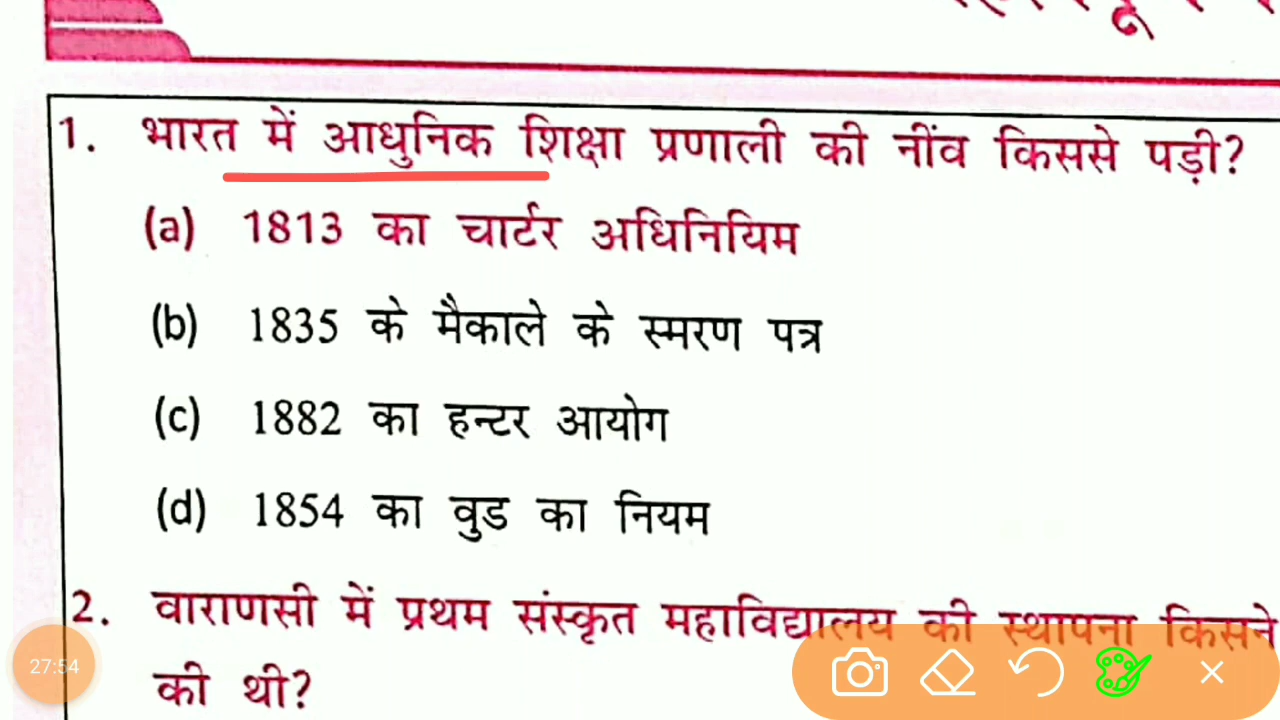 1. भारत में आधुनिक शिक्षा प्रणाली की नींव किससे पड़ी?
(a) 1813 का चार्टर अधिनियिम
(b) 1835 के मैकाले के स्मरण पत्र
(c) 1882 का हन्टर आयोग
(d) 1854 का वुड का नियम
2. वाराणसी में प्रथम संस्कृत महाविद्यालय की स्थापना किसने
की थी?
27:54